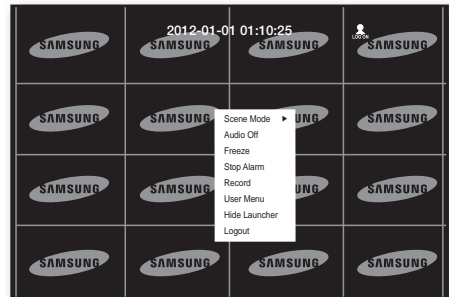 2012-01-01 01:10:25
LOG ON
SAMSUNG SAMSUNG SAMSUNG SAMSUNG
SAMSUNG SAMSUNG SAMSUNG SAMSUNG
SAMSUNG SAMSUNG SAMSUNG SAMSUNG
SAMSUNG SAMSUNG SAMSUNG SAMSUNG
Scene Mode
Audio Off
Freeze
Stop Alarm
Record
User Menu
Hide Launcher
Logout